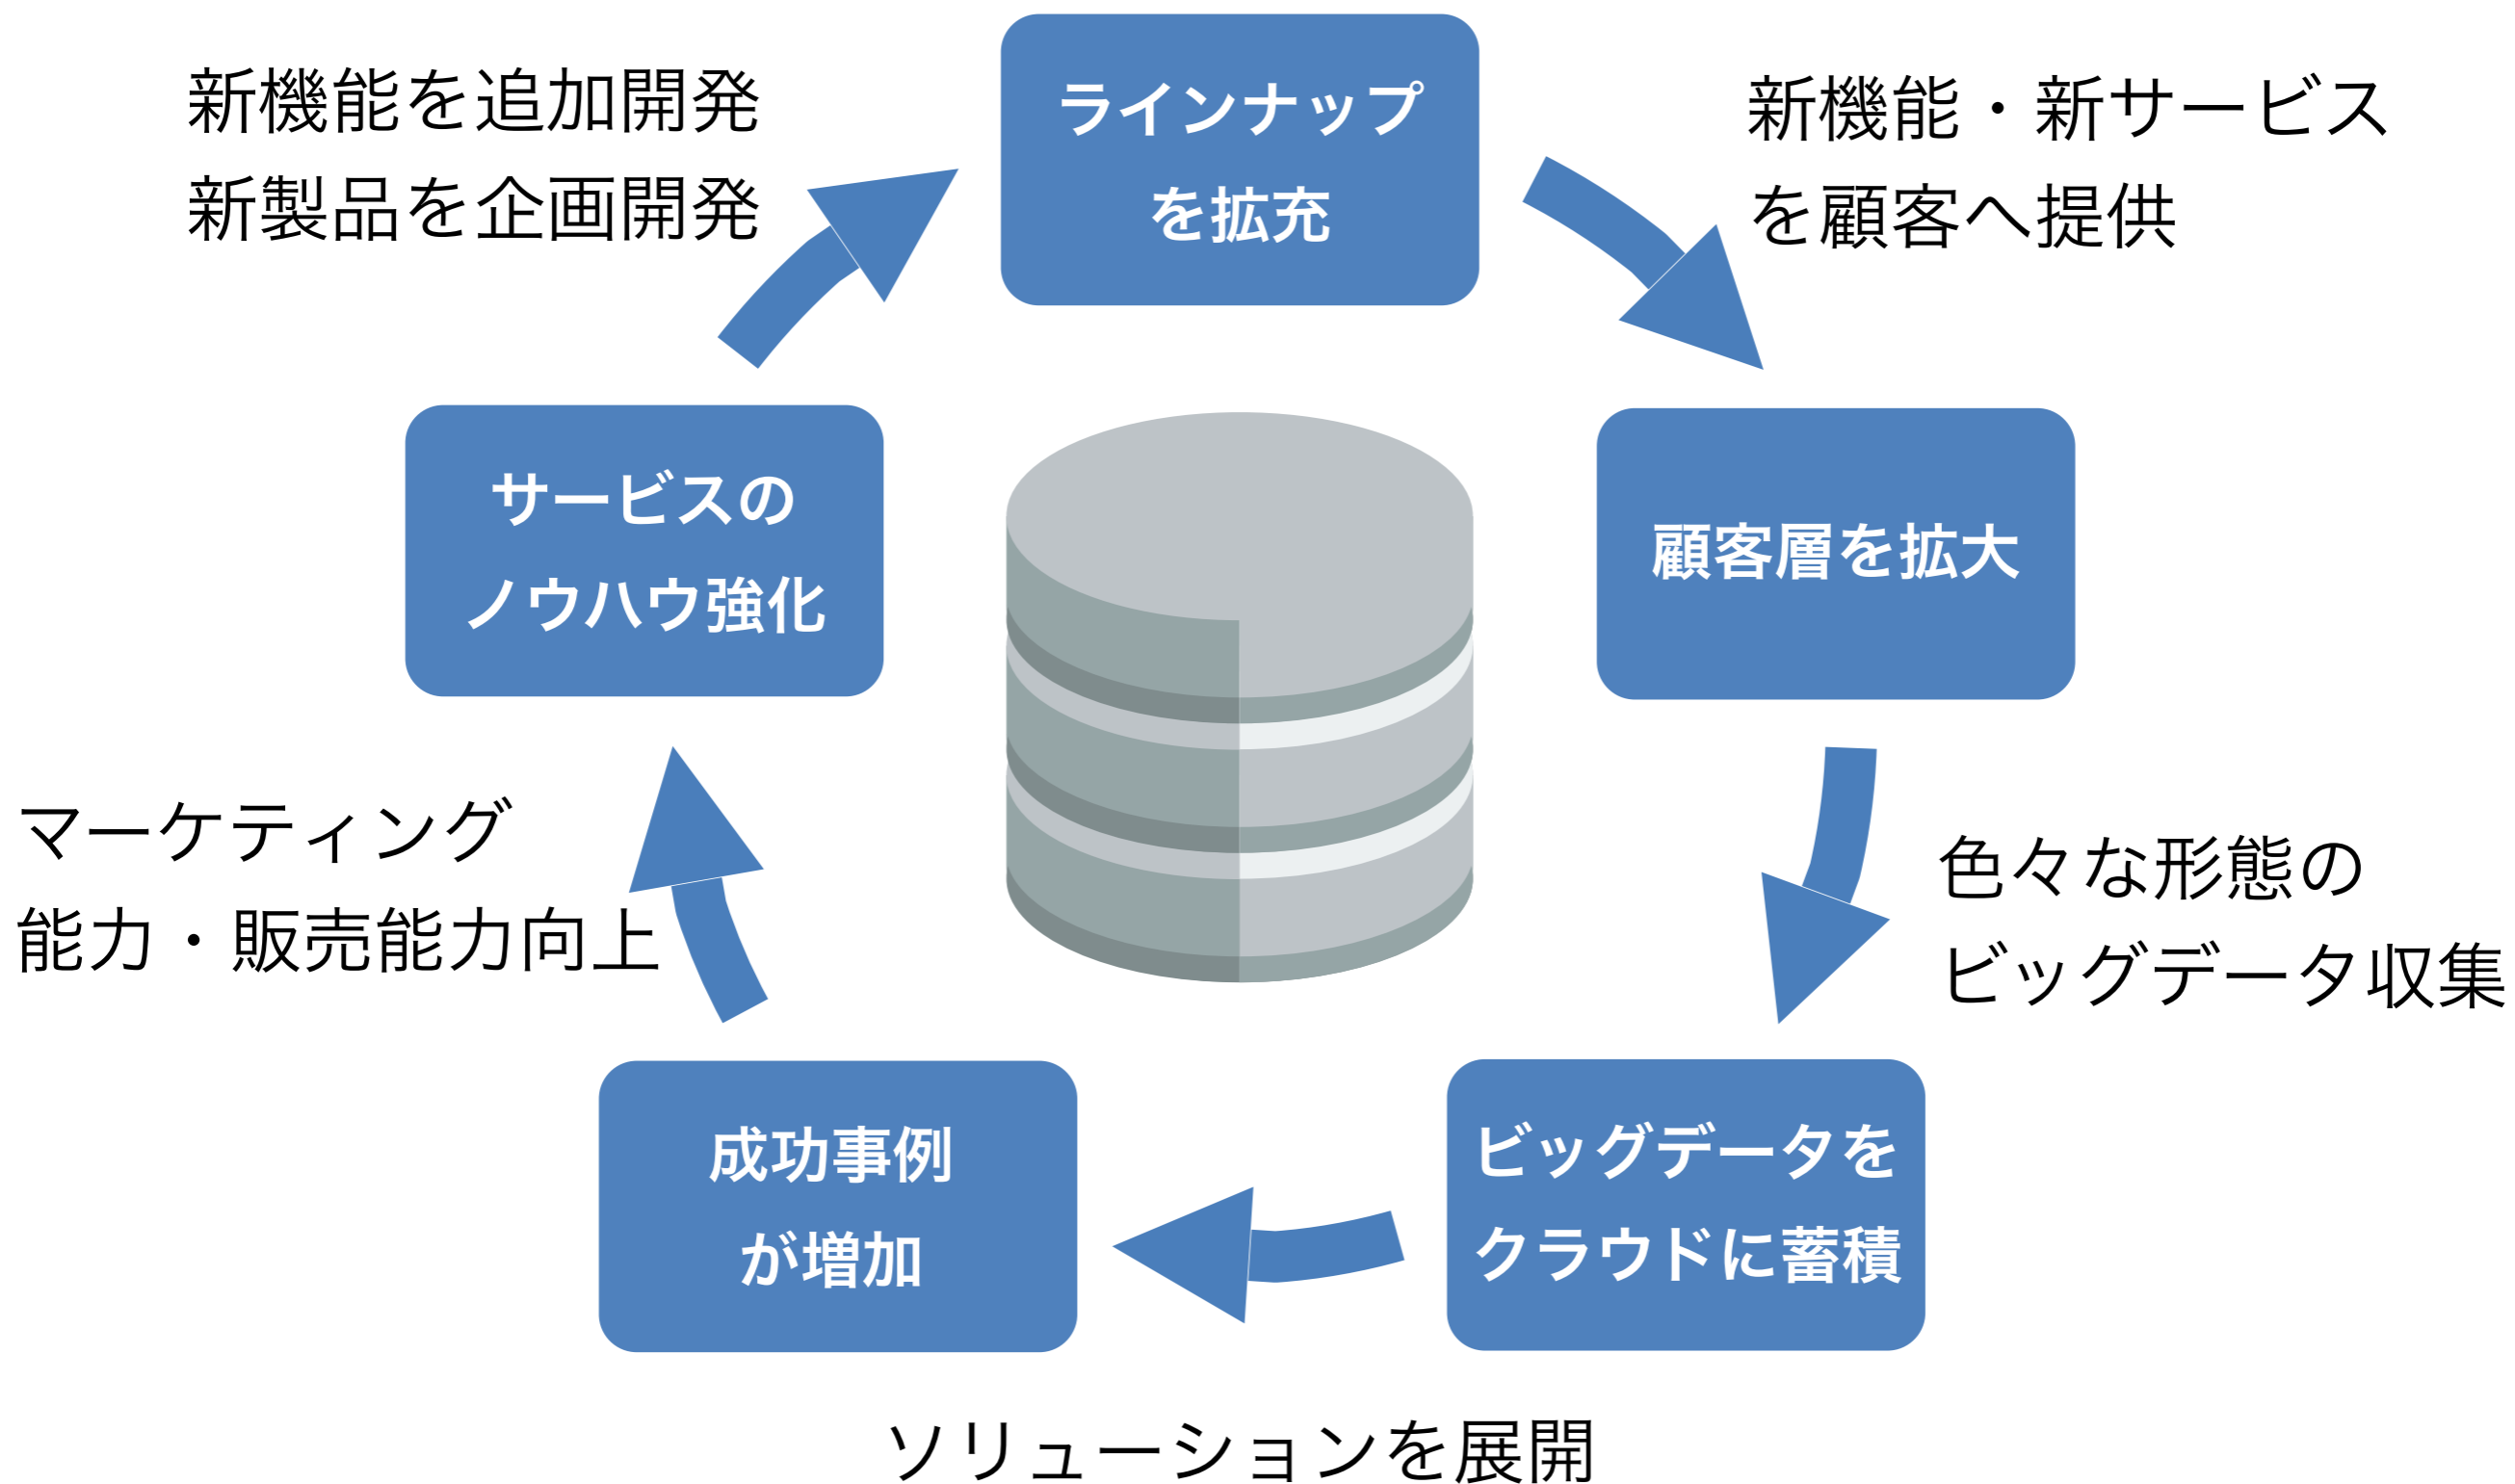 新機能を追加開発
新製品を企画開発
ラインナップ
を拡充
新機能・新サービス
を顧客へ提供
サービスの
ノウハウ強化
顧客層を拡大
マーケティング
能力・販売能力向上
色々な形態の
ビッグデータ収集
成功事例
が増加
ビッグデータを
クラウドに蓄積
ソリューションを展開